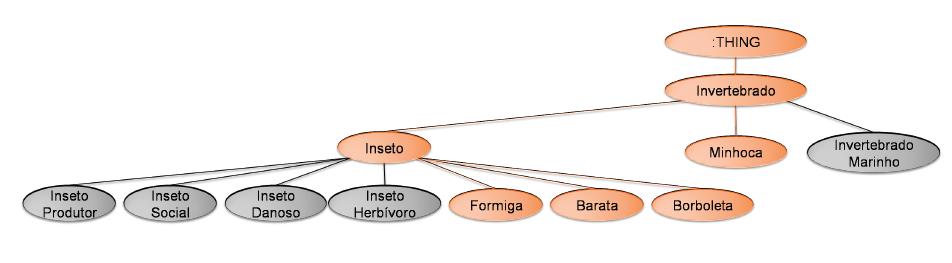 :THING
Invertebrado
Inseto
Minhoca
Invertebrado
Marinho
Inseto
Produtor
Inseto
Social
Inseto
Danoso
Inseto
Herbívoro
Formiga
Barata
Borboleta